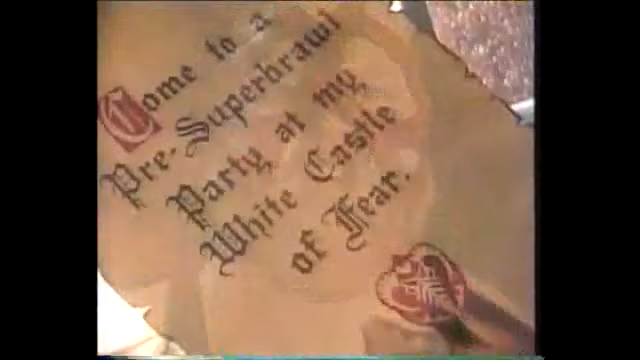 Come to a
Pre-Superbrawl
Party at my
White Castle
of Fear.